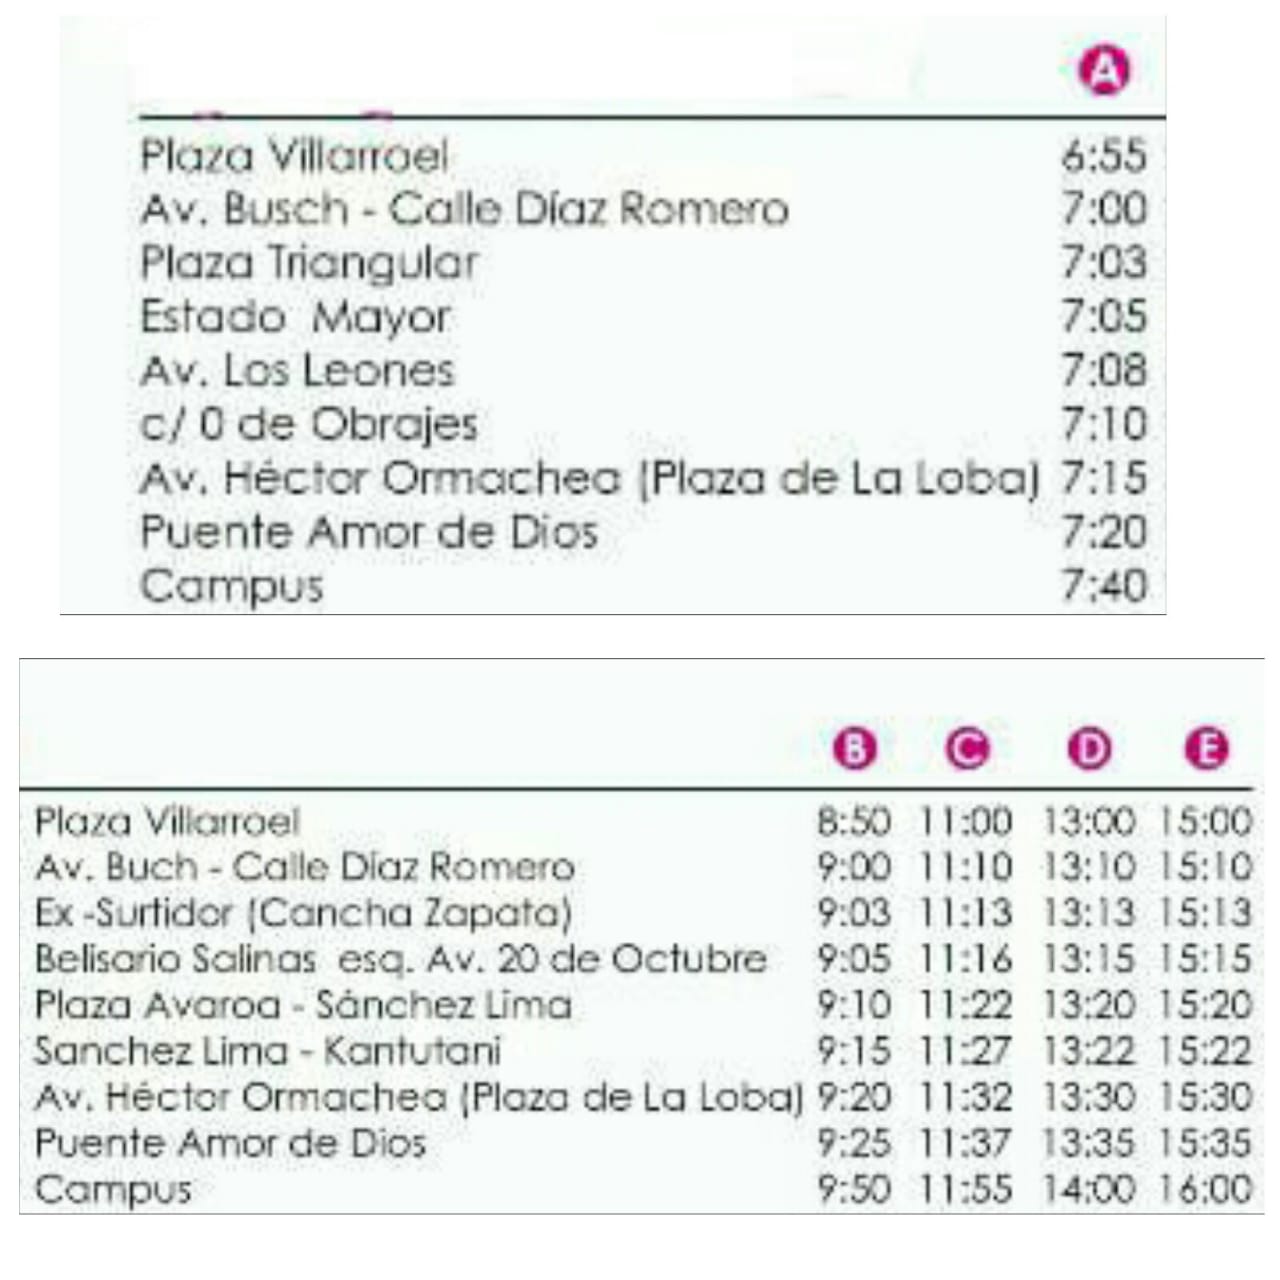 A
Plaza Villarroel 6:55
Av. Busch - Calle Díaz Romero 7:00
Plaza Triangular 7:03
Estado Mayor 7:05
Av. Los Leones 7:08
c/ 0 de Obrajes 7:10
Av. Héctor Ormachea (Plaza de La Loba) 7:15
Puente Amor de Dios 7:20
Campus 7:40
B C D E
Plaza Villarroel 8:50 11:00 13:00 15:00
Av. Buch - Calle Díaz Romero 9:00 11:10 13:10 15:10
Ex -Surtidor (Cancha Zapata) 9:03 11:13 13:13 15:13
Belisario Salinas esq. Av. 20 de Octubre 9:05 11:16 13:15 15:15
Plaza Avaroa - Sánchez Lima 9:10 11:22 13:20 15:20
Sanchez Lima - Kantutani 9:15 11:27 13:22 15:22
Av. Héctor Ormachea (Plaza de La Loba) 9:20 11:32 13:30 15:30
Puente Amor de Dios 9:25 11:37 13:35 15:35
Campus 9:50 11:55 14:00 16:00